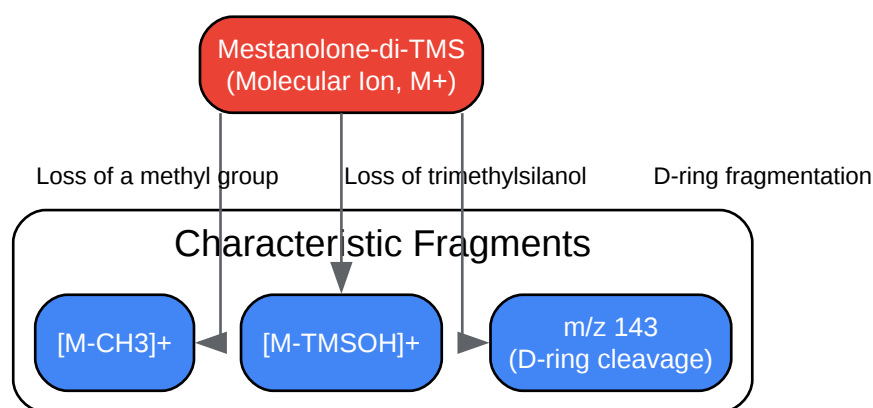 Mestanolone-di-TMS
(Molecular Ion, M+)
Loss of a methyl group
Loss of trimethylsilanol
D-ring fragmentation
Characteristic Fragments
[M-CH3]+
[M-TMSOH]+
m/z 143
(D-ring cleavage)